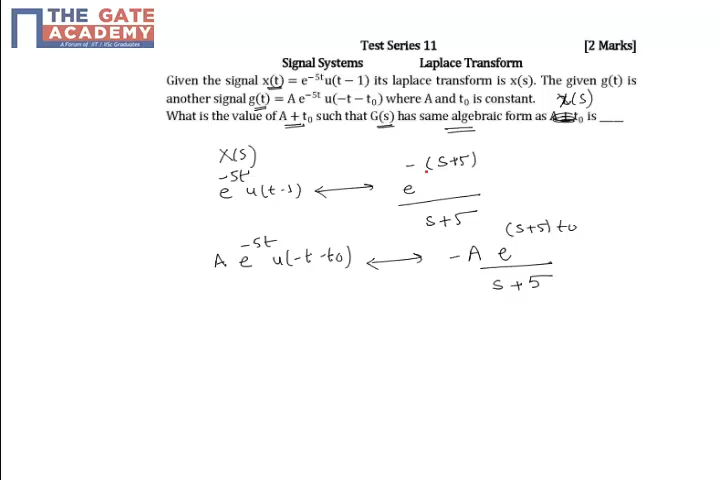 THE GATE
ACADEMY
A Forum of IIT / IISc Graduates
Test Series 11 [2 Marks]
Signal Systems Laplace Transform
Given the signal x(t) = e^−5t u(t − 1) its laplace transform is x(s). The given g(t) is
another signal g(t) = A e^−5t u(−t − t₀) where A and t₀ is constant. X(s)
What is the value of A + t₀ such that G(s) has same algebraic form as A + t₀ is ____
X(s)
e^-5t u(t-1) ⟷ e^-(s+5) / s+5
A e^-5t u(-t-t0) ⟷ -A e^(s+5)t0 / s+5